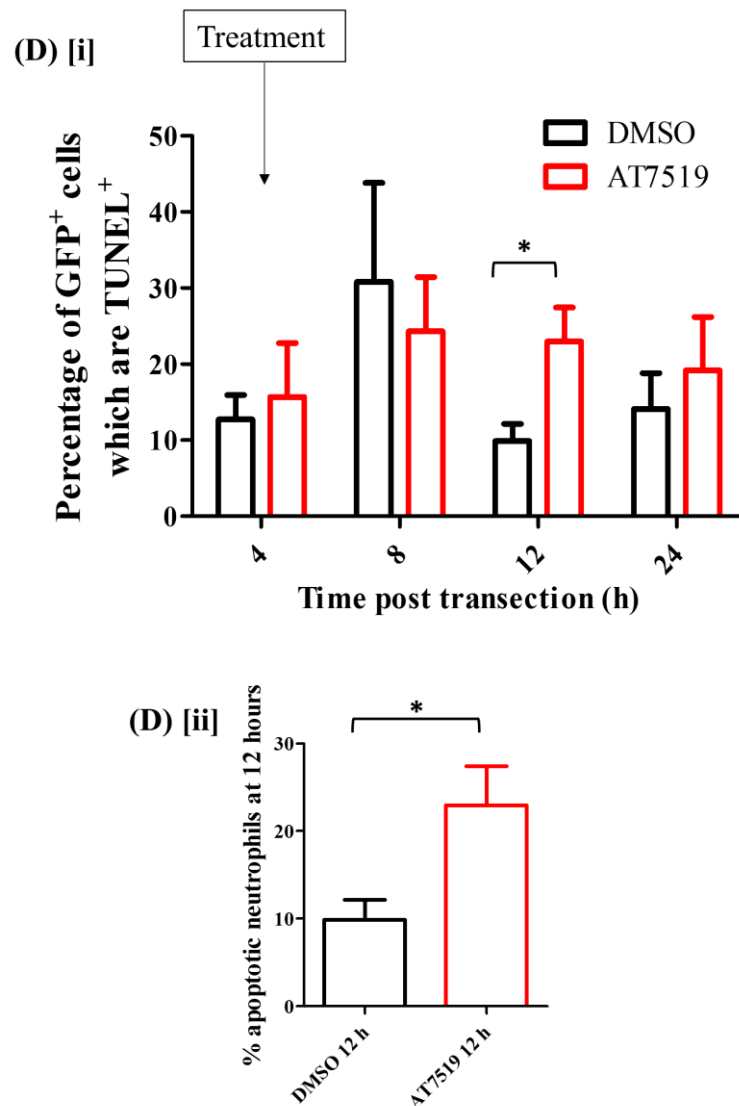 (D) [i]
Treatment
DMSO
AT7519
Percentage of GFP+ cells
which are TUNEL+
50
40
30
20
10
0
*
4
8
12
24
Time post transection (h)
(D) [ii]
*
% apoptotic neutrophils at 12 hours
30
20
10
0
DMSO 12 h
AT7519 12 h